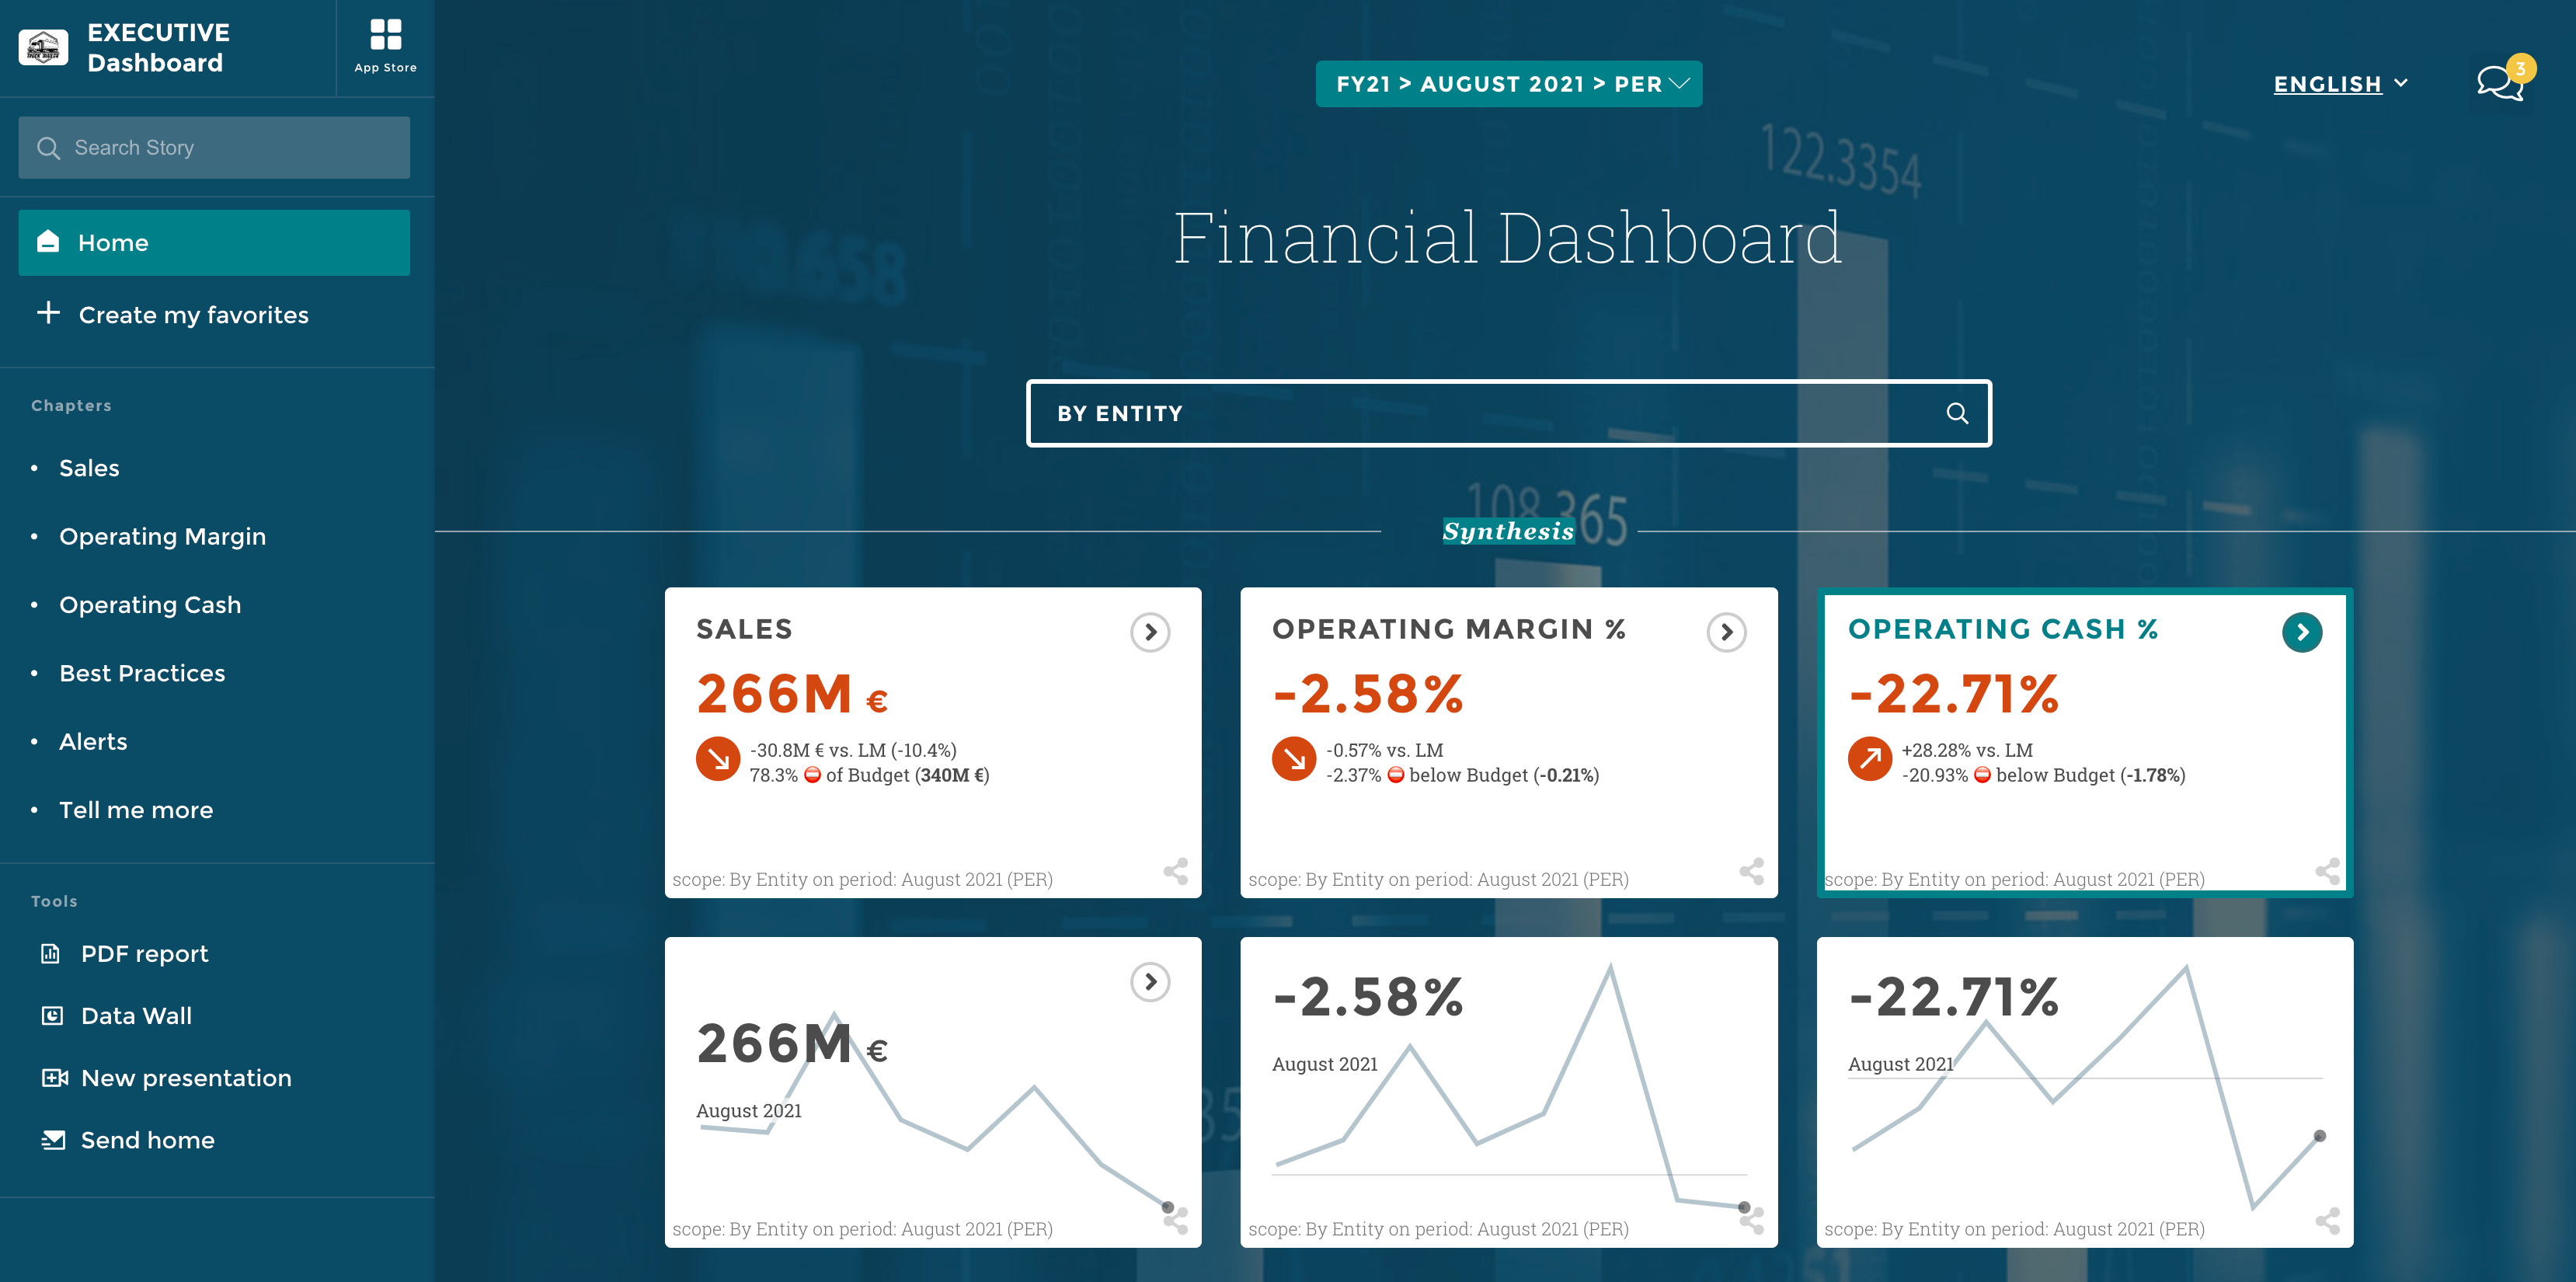 EXECUTIVE
Dashboard
App Store
Search Story
Home
Create my favorites
Chapters
• Sales
• Operating Margin
• Operating Cash
• Best Practices
• Alerts
• Tell me more
Tools
PDF report
Data Wall
New presentation
Send home
FY21 > AUGUST 2021 > PER
ENGLISH
3
122.3354
Financial Dashboard
BY ENTITY
108.365
Synthesis
SALES
266M €
-30.8M € vs. LM (-10.4%)
78.3% ⛔ of Budget (340M €)
scope: By Entity on period: August 2021 (PER)
OPERATING MARGIN %
-2.58%
-0.57% vs. LM
-2.37% ⛔ below Budget (-0.21%)
scope: By Entity on period: August 2021 (PER)
OPERATING CASH %
-22.71%
+28.28% vs. LM
-20.93% ⛔ below Budget (-1.78%)
scope: By Entity on period: August 2021 (PER)
266M €
August 2021
scope: By Entity on period: August 2021 (PER)
-2.58%
August 2021
scope: By Entity on period: August 2021 (PER)
-22.71%
August 2021
scope: By Entity on period: August 2021 (PER)